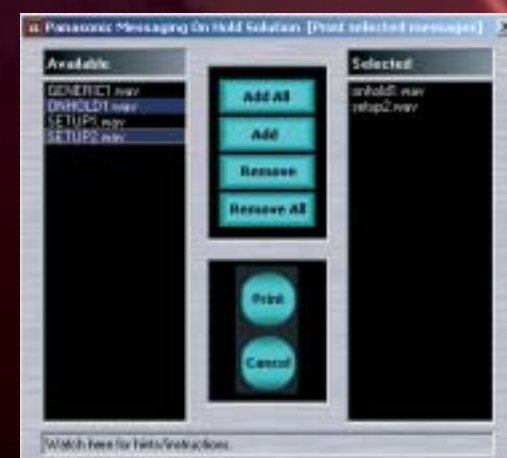 Panasonic Messaging On Hold Solution [Print selected messages]
Available
GENERIC1.wav
ONHOLD1.wav
SETUP1.wav
SETUP2.wav
Add All
Add
Remove
Remove All
Print
Cancel
Selected
onhold1.wav
setup2.wav
Watch here for hints/instructions.